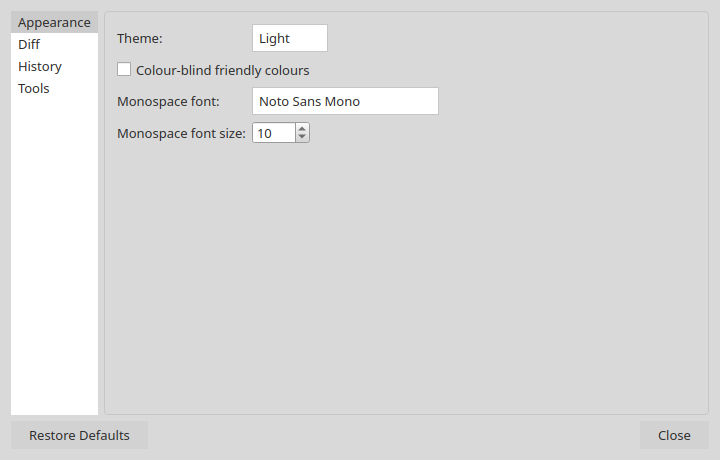 Appearance
Diff
History
Tools
Theme: Light
Colour-blind friendly colours
Monospace font: Noto Sans Mono
Monospace font size: 10
Restore Defaults
Close